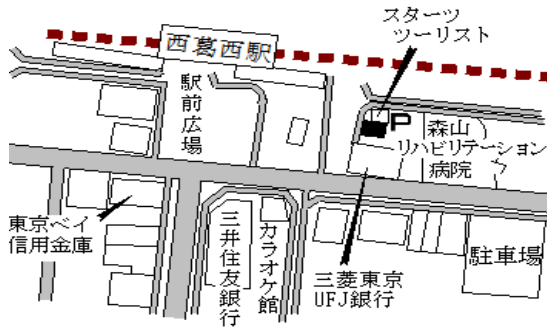 スターツ
ツーリスト
西葛西駅
駅前広場
P
森山
リハビリテーション
病院
東京ベイ
信用金庫
三井住友銀行
カラオケ館
三菱東京
UFJ銀行
駐車場